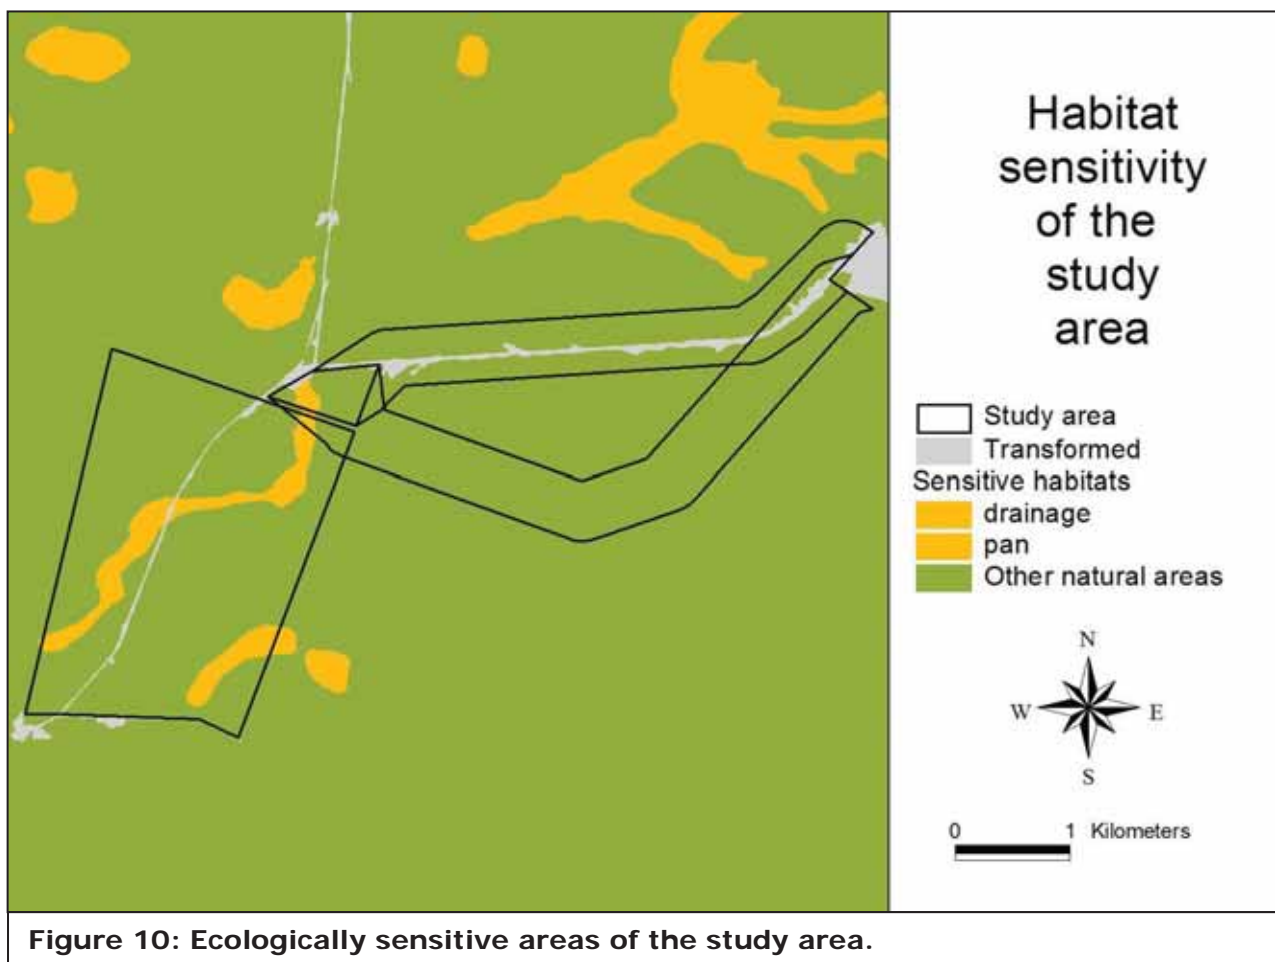 Habitat
sensitivity
of the
study
area
Study area
Transformed
Sensitive habitats
drainage
pan
Other natural areas
N
W E
S
0 1 Kilometers
Figure 10: Ecologically sensitive areas of the study area.